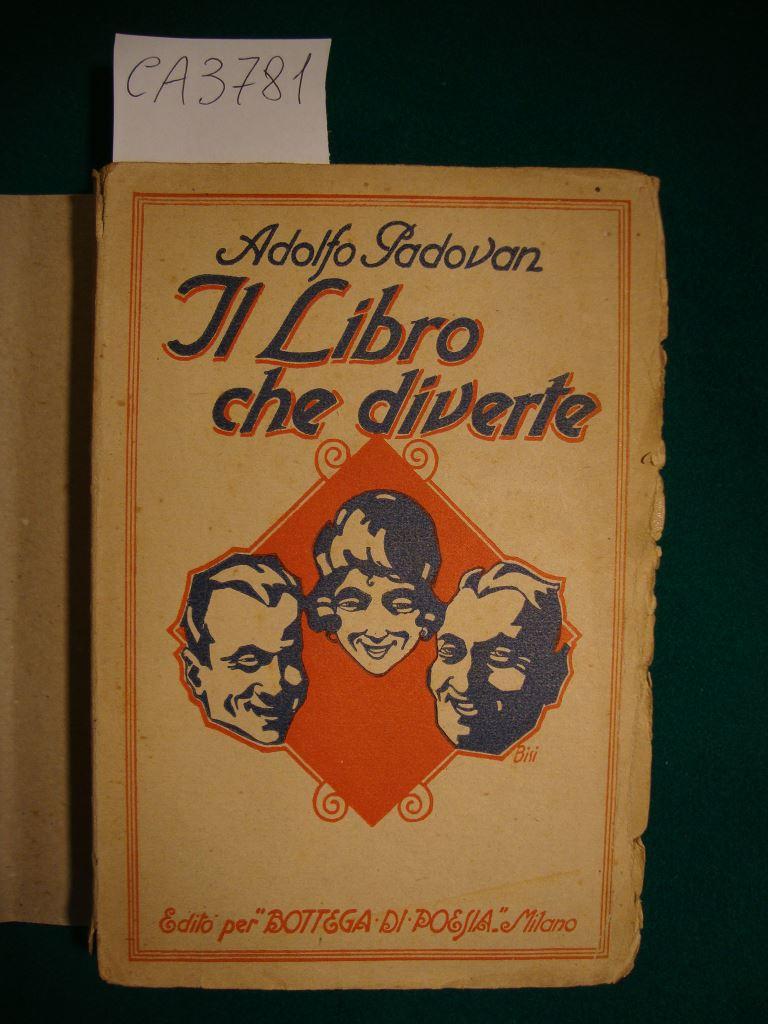 CA3781
Adolfo Padovan
Il Libro
che diverte
Bisi
Edito per "BOTTEGA·DI·POESIA." Milano